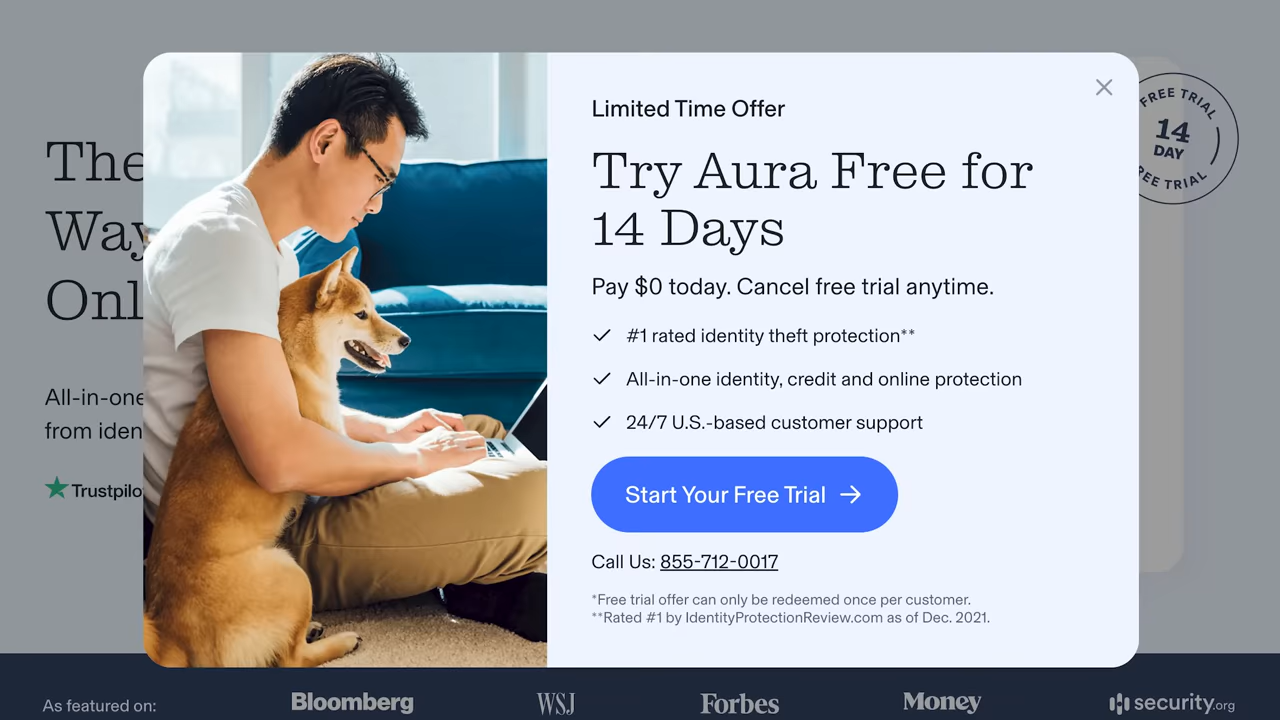 Limited Time Offer
Try Aura Free for
14 Days
Pay $0 today. Cancel free trial anytime.
#1 rated identity theft protection**
All-in-one identity, credit and online protection
24/7 U.S.-based customer support
Start Your Free Trial →
Call Us: 855-712-0017
*Free trial offer can only be redeemed once per customer.
**Rated #1 by IdentityProtectionReview.com as of Dec. 2021.
The
Way
Onl
All-in-one
from iden
Trustpilo
FREE TRIAL
14
DAY
REE TRIAL
As featured on:
Bloomberg
WSJ
Forbes
Money
security.org